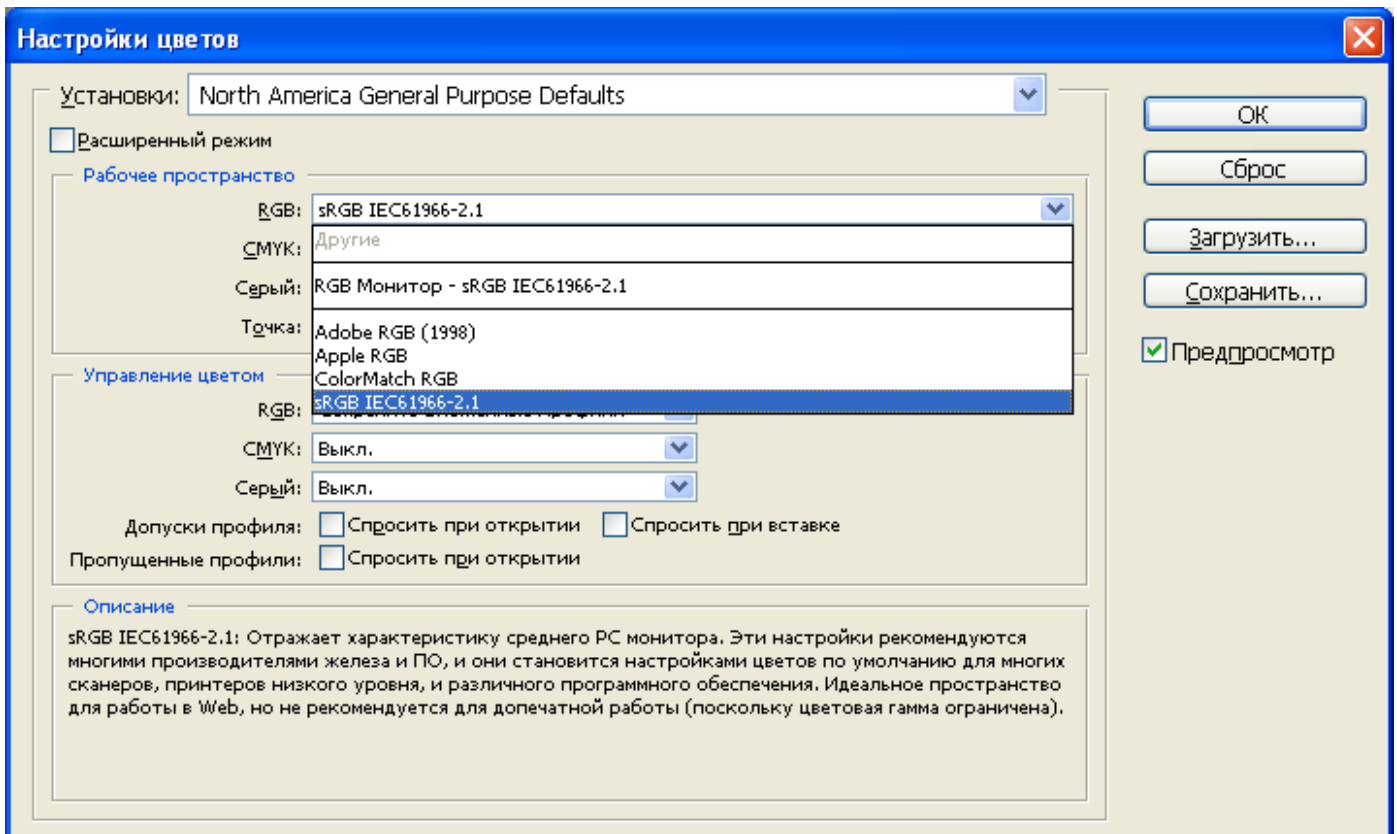 Настройки цветов
Установки: North America General Purpose Defaults
Расширенный режим
Рабочее пространство
RGB: sRGB IEC61966-2.1
Другие
CMYK:
Серый: RGB Монитор - sRGB IEC61966-2.1
Точка:
Adobe RGB (1998)
Apple RGB
ColorMatch RGB
sRGB IEC61966-2.1
Управление цветом
RGB:
CMYK: Выкл.
Серый: Выкл.
Допуски профиля: Спросить при открытии Спросить при вставке
Пропущенные профили: Спросить при открытии
Описание
sRGB IEC61966-2.1: Отражает характеристику среднего PC монитора. Эти настройки рекомендуются
многими производителями железа и ПО, и они становится настройками цветов по умолчанию для многих
сканеров, принтеров низкого уровня, и различного программного обеспечения. Идеальное пространство
для работы в Web, но не рекомендуется для допечатной работы (поскольку цветовая гамма ограничена).
ОК
Сброс
Загрузить...
Сохранить...
Предпросмотр